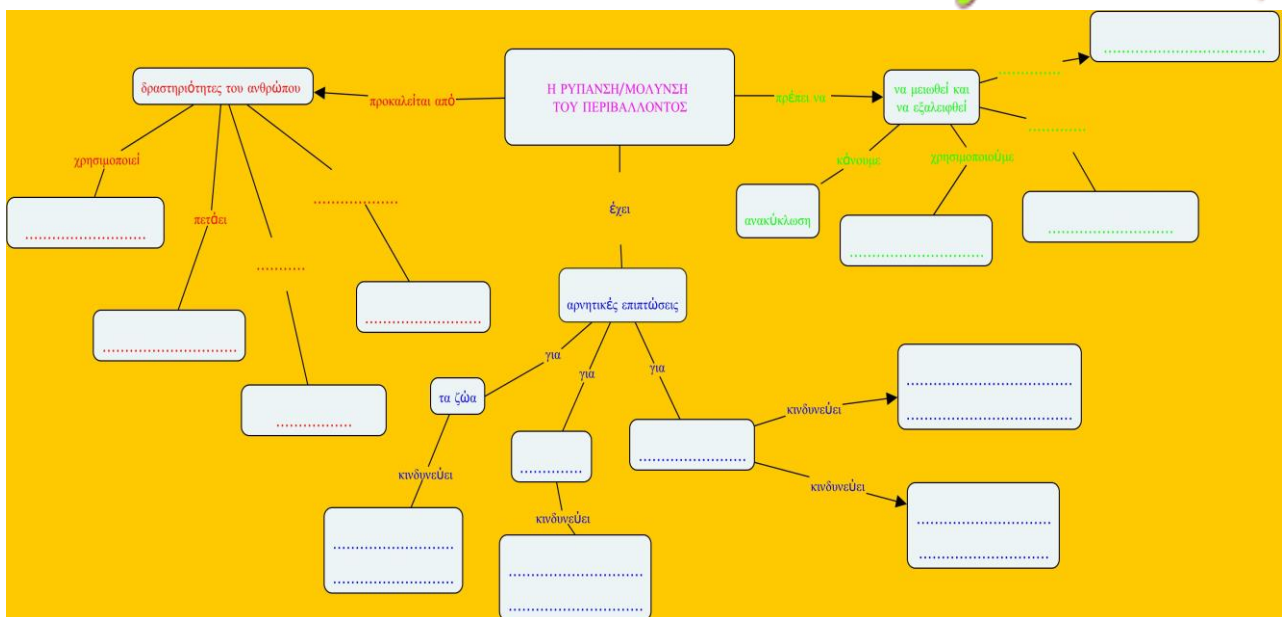 Η ΡΥΠΑΝΣΗ/ΜΟΛΥΝΣΗ
ΤΟΥ ΠΕΡΙΒΑΛΛΟΝΤΟΣ
προκαλείται από
δραστηριότητες του ανθρώπου
χρησιμοποιεί
..........................
πετάει
.............................
...........
................
...................
.........................
πρέπει να
να μειωθεί και
να εξαλειφθεί
..............
...................................
.............
...........................
κάνουμε
ανακύκλωση
χρησιμοποιούμε
.............................
έχει
αρνητικές επιπτώσεις
για
τα ζώα
κινδυνεύει
..........................
..........................
για
.............
κινδυνεύει
.............................
.............................
για
........................
κινδυνεύει
...................................
...................................
κινδυνεύει
............................
............................